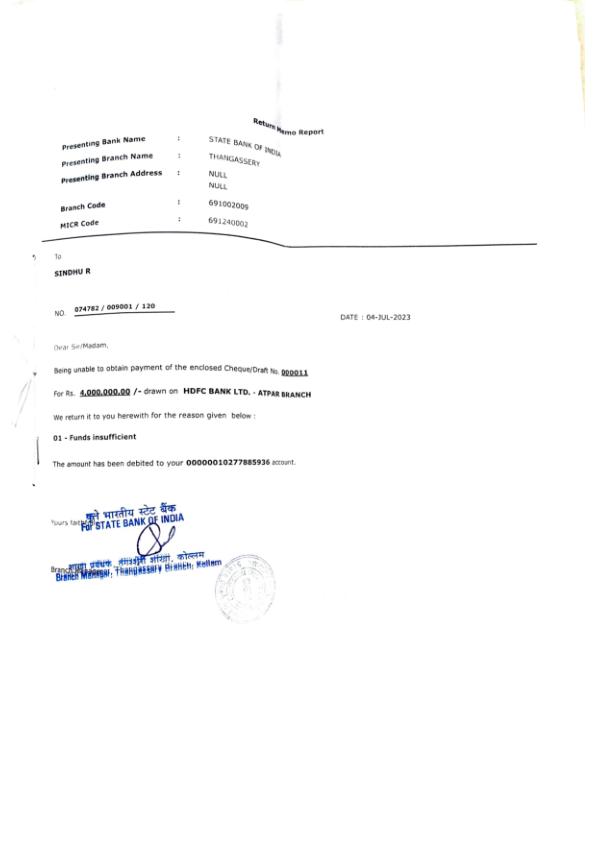 Return Memo Report
Presenting Bank Name : STATE BANK OF INDIA
Presenting Branch Name : THANGASSERY
Presenting Branch Address : NULL
NULL
Branch Code : 691002009
MICR Code : 691240002
To
SINDHU R
NO. 074782 / 009001 / 120
DATE : 04-JUL-2023
Dear Sir/Madam,
Being unable to obtain payment of the enclosed Cheque/Draft No. 000011
For Rs. 4,000,000.00 /- drawn on HDFC BANK LTD. - ATPAR BRANCH
We return it to you herewith for the reason given below :
01 - Funds insufficient
The amount has been debited to your 00000010277885936 account.
कृते भारतीय स्टेट बैंक
Yours
For STATE BANK OF INDIA
शाखा प्रबंधक, शाखा, कोल्लम
Branch Manager, Thangassery Branch, Kollam